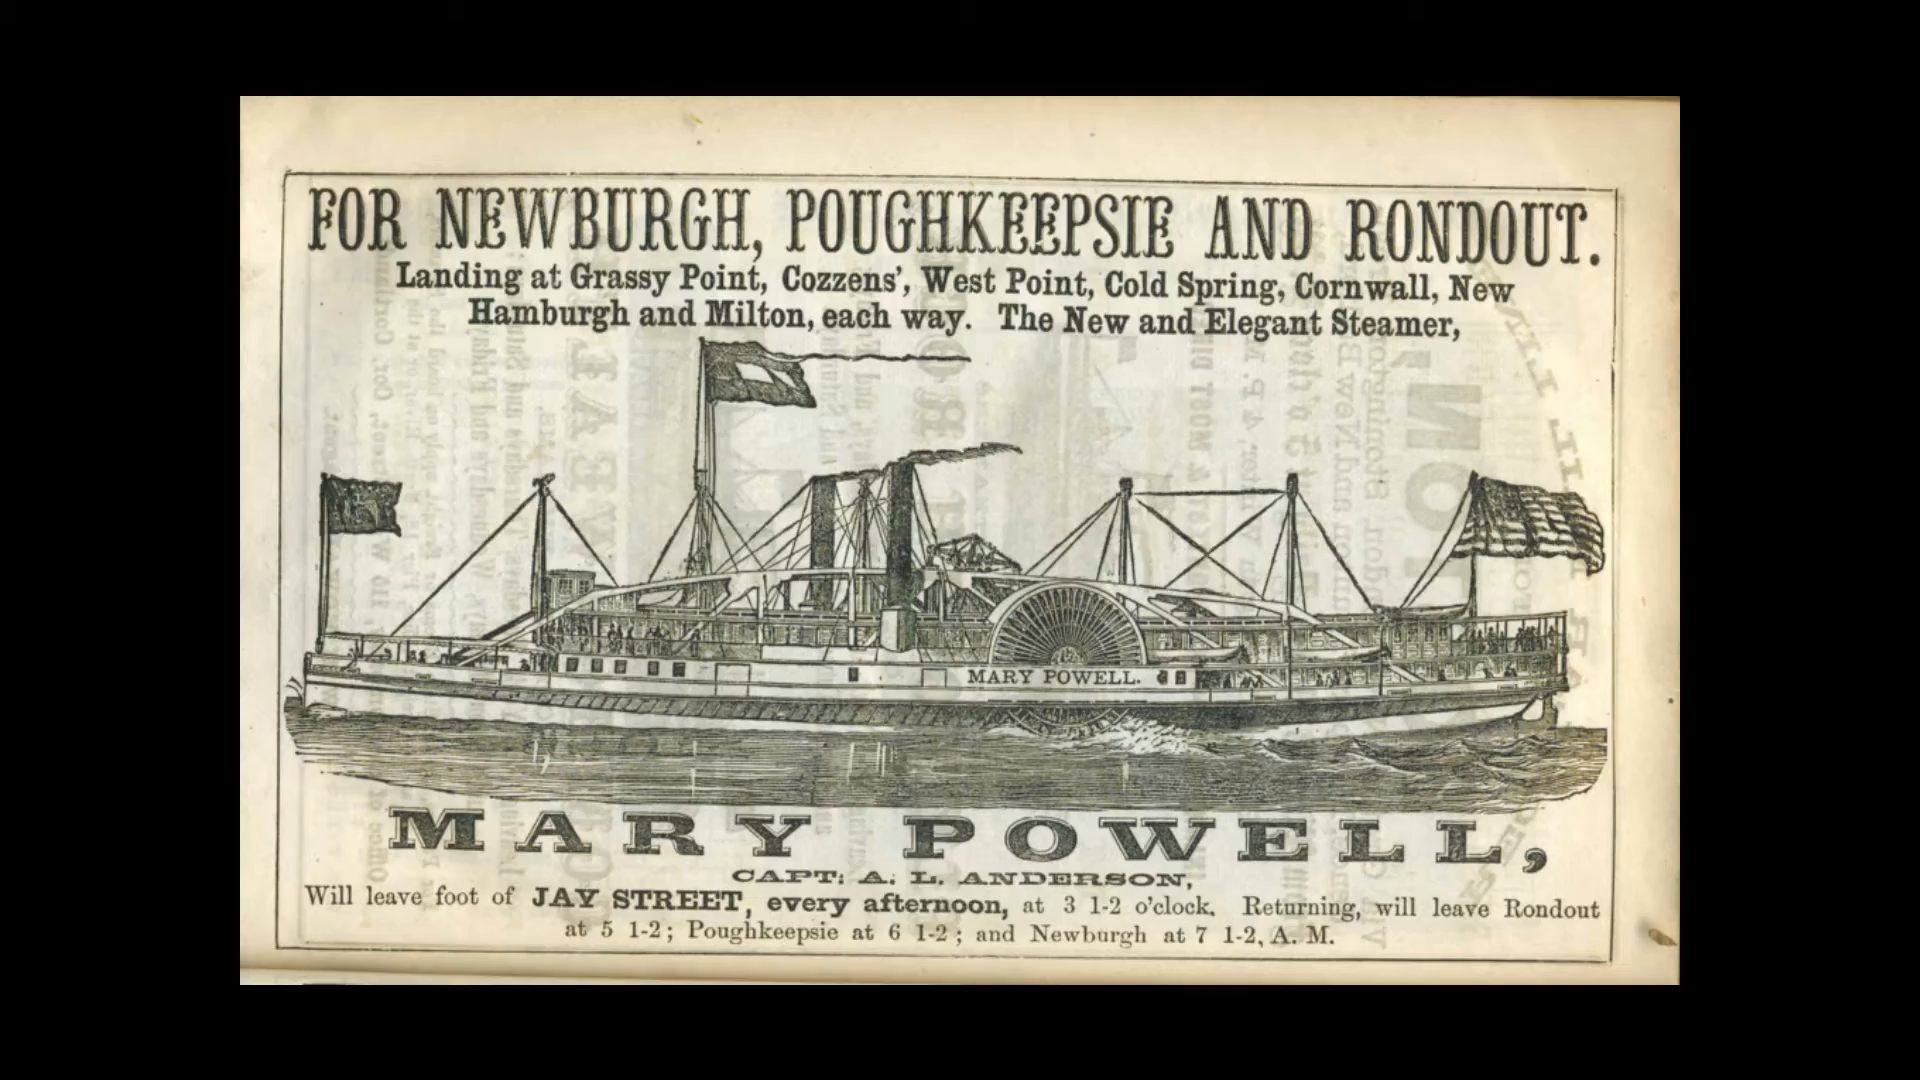 FOR NEWBURGH, POUGHKEEPSIE AND RONDOUT.
Landing at Grassy Point, Cozzens', West Point, Cold Spring, Cornwall, New
Hamburgh and Milton, each way. The New and Elegant Steamer,
MARY POWELL.
MARY POWELL,
CAPT: A. L. ANDERSON,
Will leave foot of JAY STREET, every afternoon, at 3 1-2 o'clock. Returning, will leave Rondout
at 5 1-2; Poughkeepsie at 6 1-2; and Newburgh at 7 1-2, A. M.